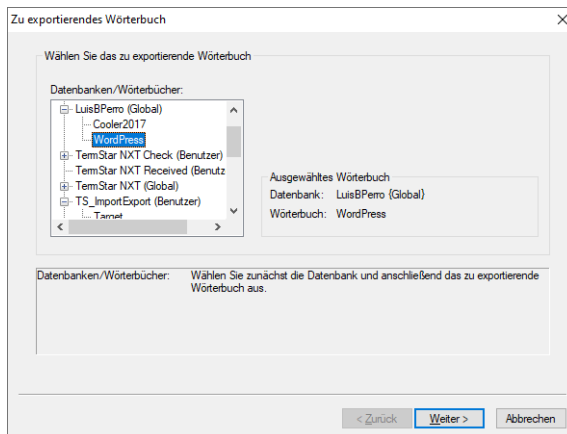 Zu exportierendes Wörterbuch
Wählen Sie das zu exportierende Wörterbuch
Datenbanken/Wörterbücher:
LuisBPerro (Global)
Cooler2017
WordPress
TermStar NXT Check (Benutzer)
TermStar NXT Received (Benutz
TermStar NXT (Global)
TS_ImportExport (Benutzer)
Target
Ausgewähltes Wörterbuch
Datenbank: LuisBPerro {Global}
Wörterbuch: WordPress
Datenbanken/Wörterbücher: Wählen Sie zunächst die Datenbank und anschließend das zu exportierende
Wörterbuch aus.
< Zurück Weiter > Abbrechen